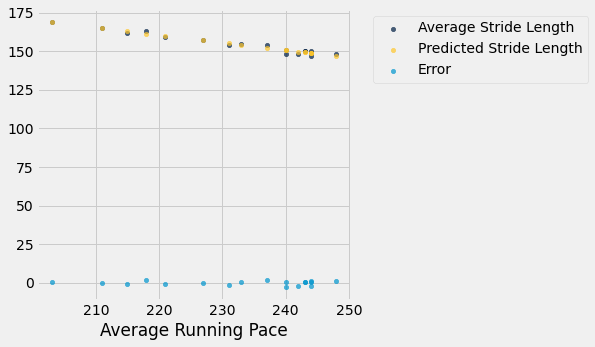 175
150
125
100
75
50
25
0
210 220 230 240 250
Average Running Pace
Average Stride Length
Predicted Stride Length
Error